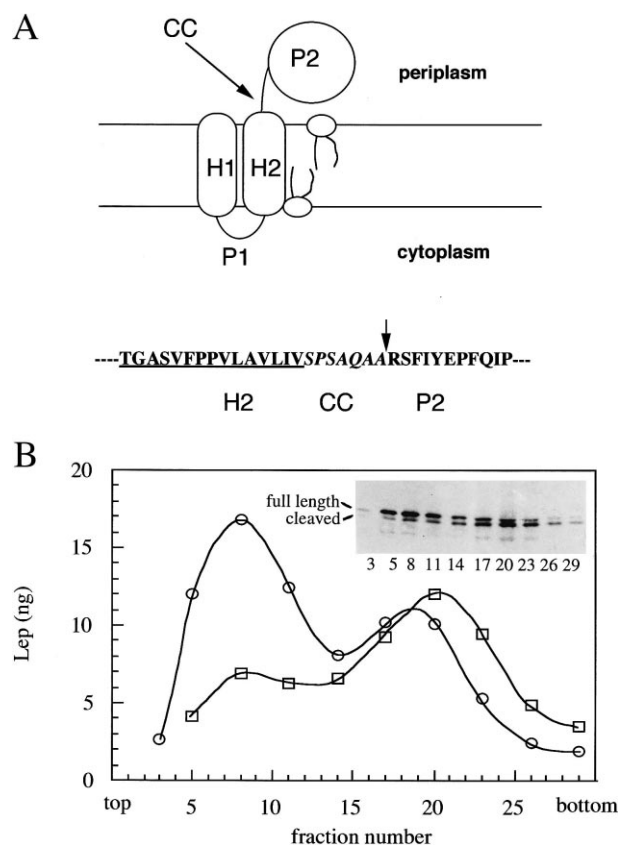 A
CC
P2
periplasm
H1 H2
P1
cytoplasm
----TGASVFPPVLAVLIVSPSAQAARSFIYEPFQIP---
H2 CC P2
B
20
15
10
5
0
Lep (ng)
full length
cleaved
3 5 8 11 14 17 20 23 26 29
top 5 10 15 20 25 bottom
fraction number